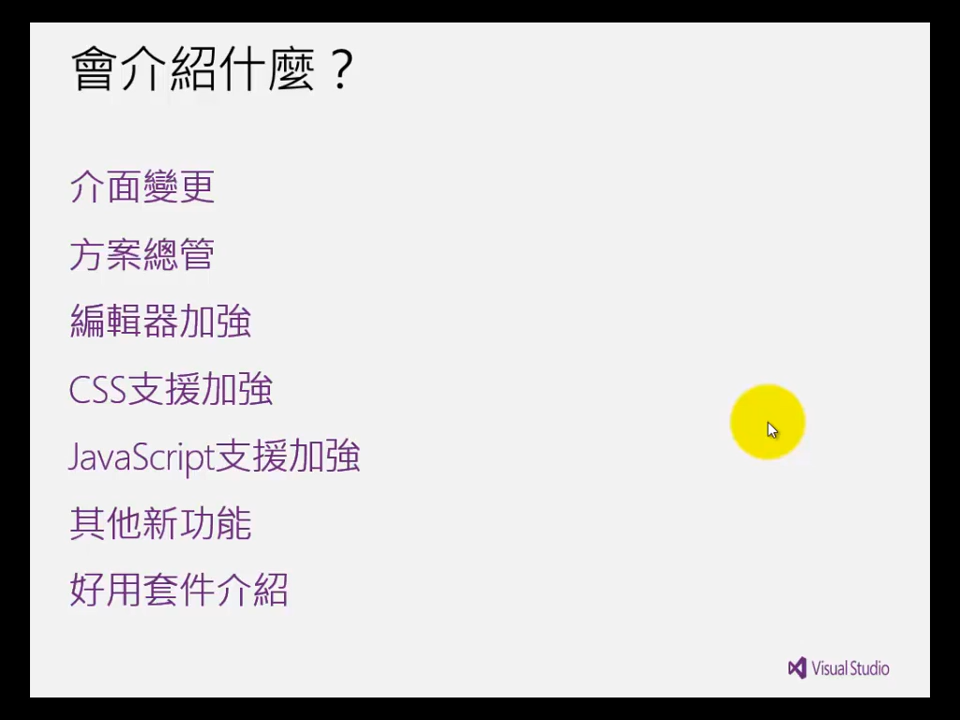 會介紹什麼？
介面變更
方案總管
編輯器加強
CSS支援加強
JavaScript支援加強
其他新功能
好用套件介紹
Visual Studio